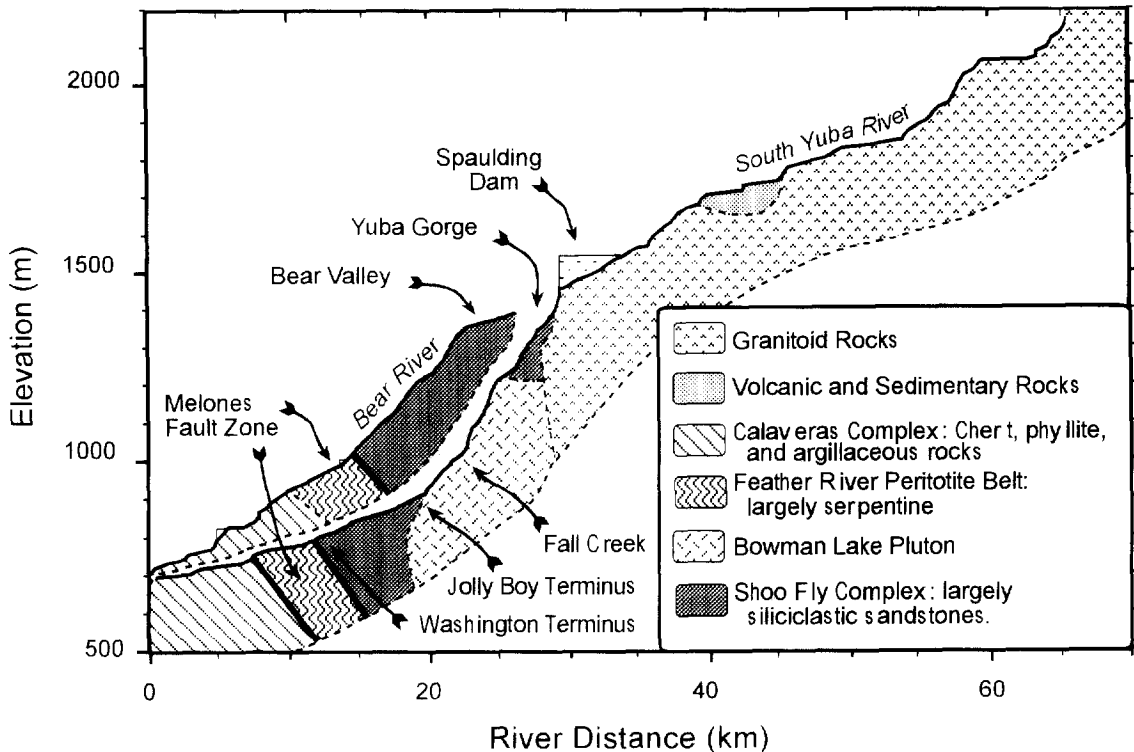 2000
1500
1000
500
Elevation (m)
South Yuba River
Spaulding
Dam
Yuba Gorge
Bear Valley
Bear River
Melones
Fault Zone
Fall Creek
Jolly Boy Terminus
Washington Terminus
Granitoid Rocks
Volcanic and Sedimentary Rocks
Calaveras Complex: Chert, phyllite,
and argillaceous rocks
Feather River Peritotite Belt:
largely serpentine
Bowman Lake Pluton
Shoo Fly Complex: largely
siliciclastic sandstones.
0
20
40
60
River Distance (km)